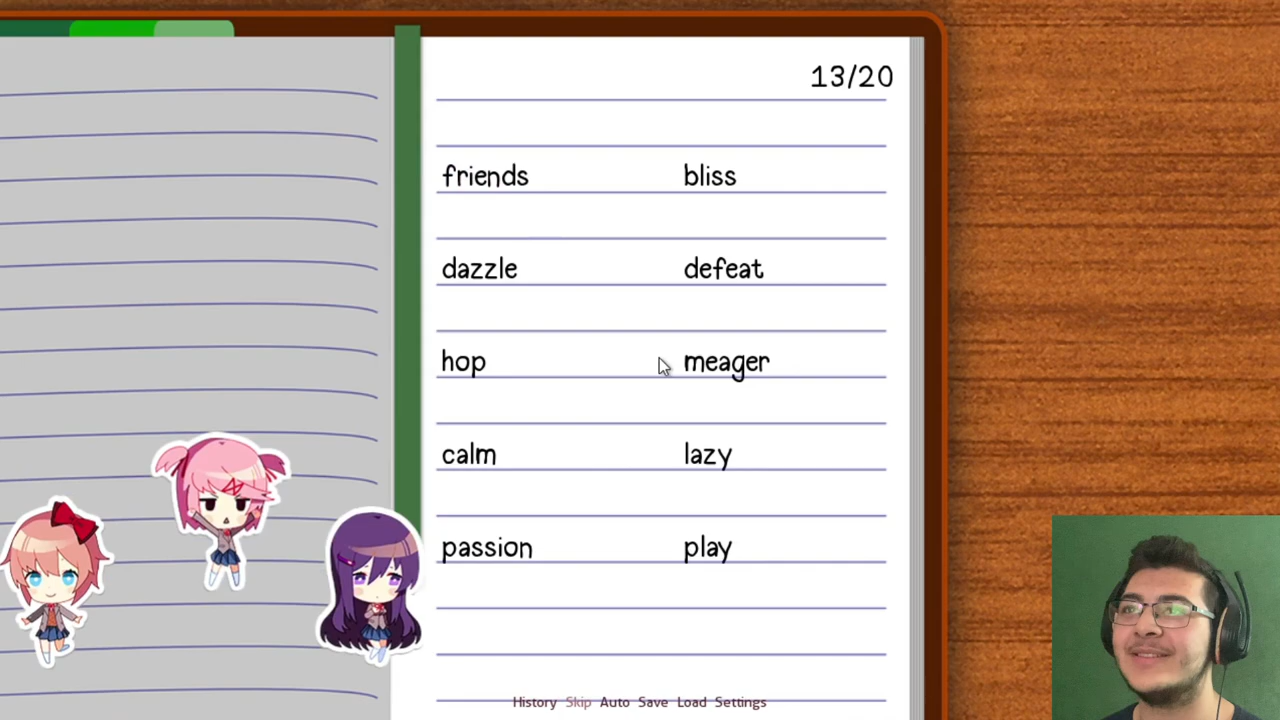 13/20
friends bliss
dazzle defeat
hop meager
calm lazy
passion play
History Skip Auto Save Load Settings